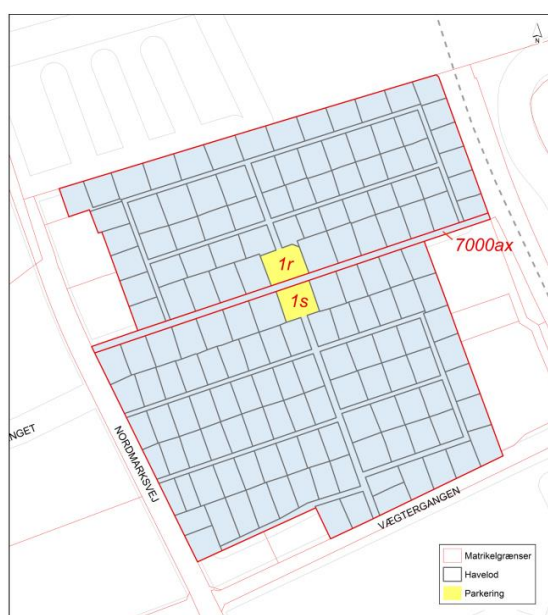 N
1r
7000ax
1s
NGET
NORDMARKSVEJ
VÆGTERGANGEN
Matrikelgrænser
Havelod
Parkering